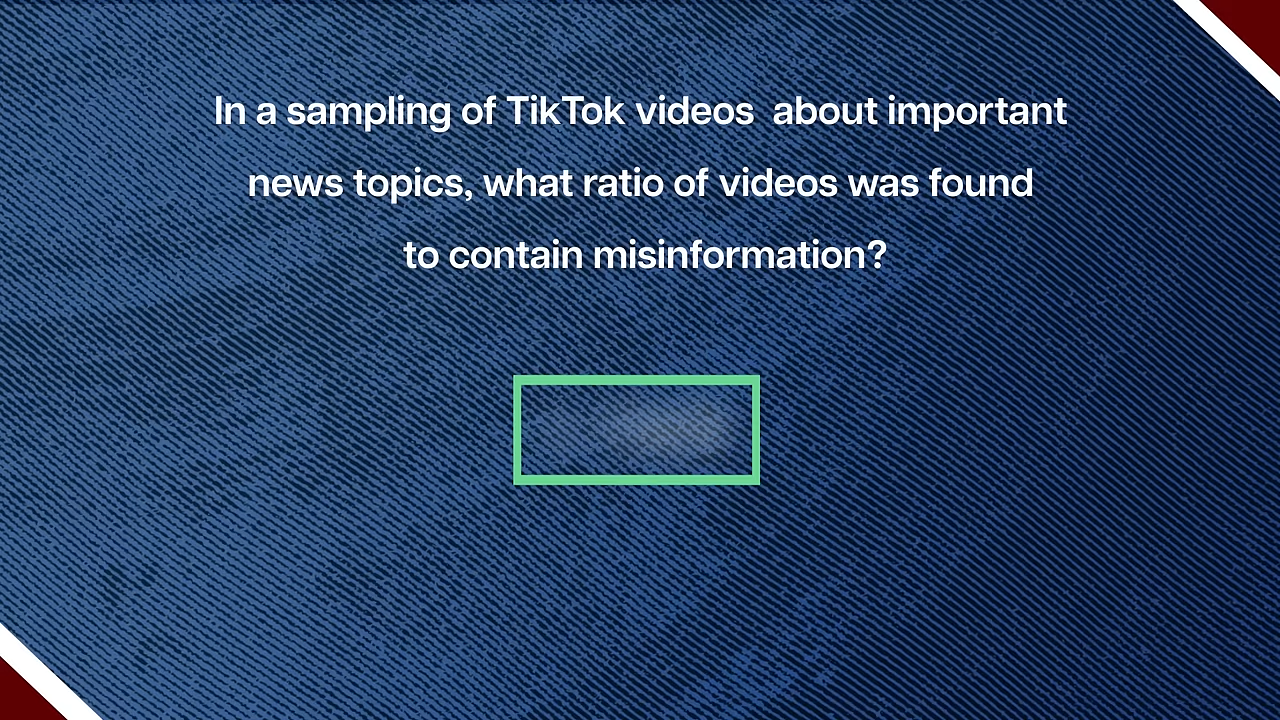 In a sampling of TikTok videos  about important
news topics, what ratio of videos was found
to contain misinformation?